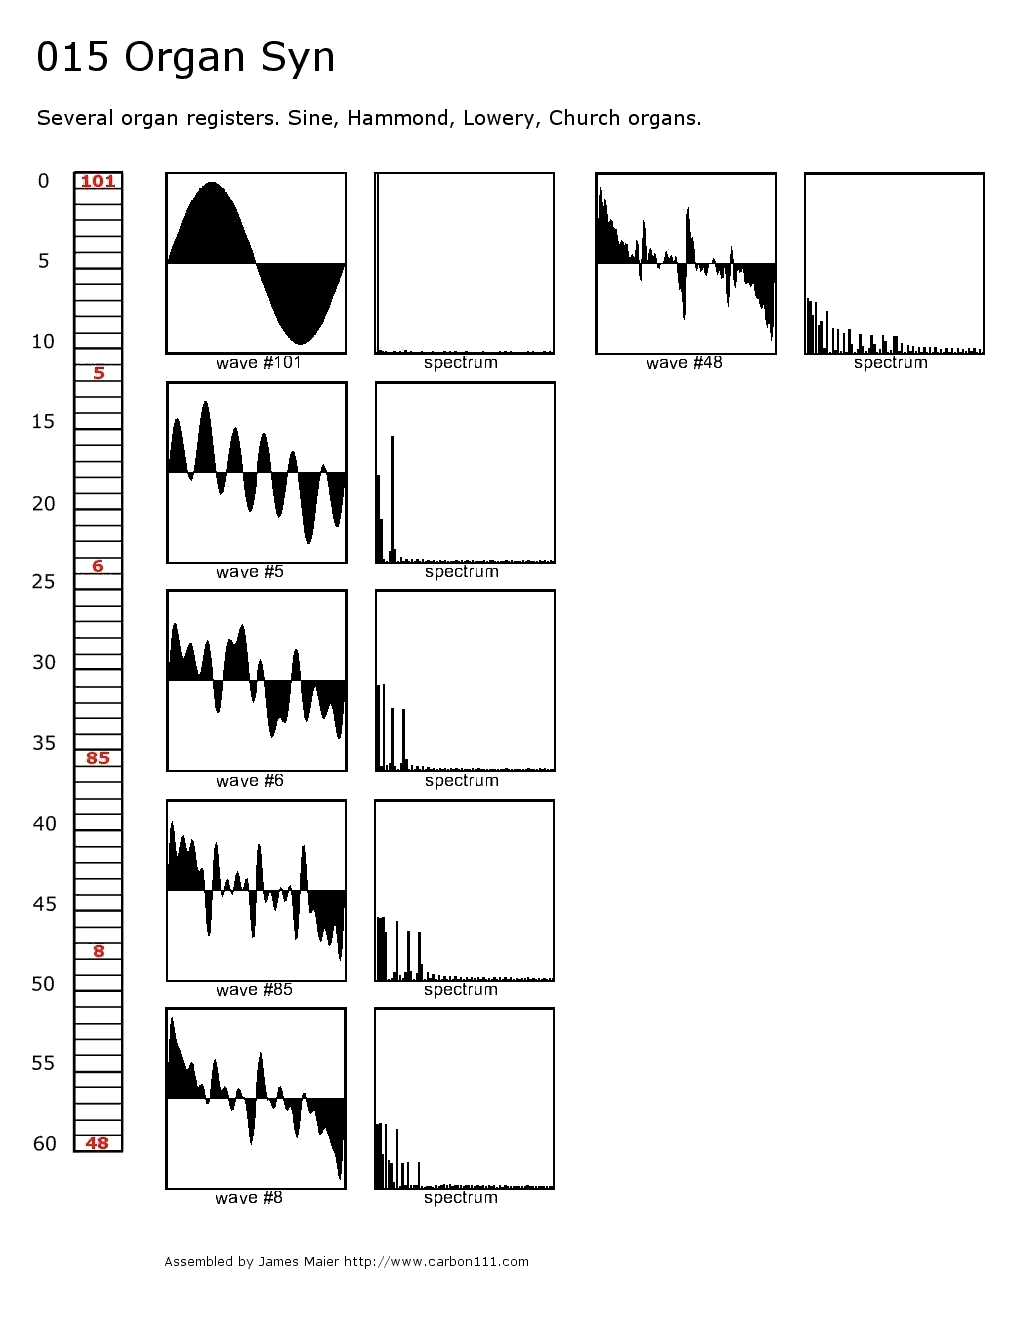 015 Organ Syn
Several organ registers. Sine, Hammond, Lowery, Church organs.
0
101
5
10
5
15
20
6
25
30
35
85
40
45
8
50
55
60
48
wave #101
spectrum
wave #48
spectrum
wave #5
spectrum
wave #6
spectrum
wave #85
spectrum
wave #8
spectrum
Assembled by James Maier http://www.carbon111.com